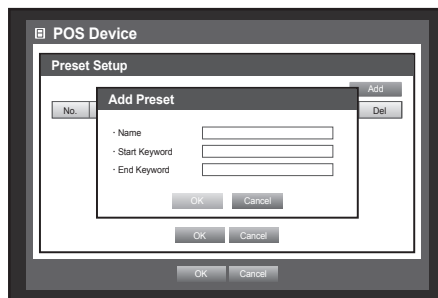 POS Device
Preset Setup
Add
No.
Del
Add Preset
· Name
· Start Keyword
· End Keyword
OK Cancel
OK Cancel
OK Cancel